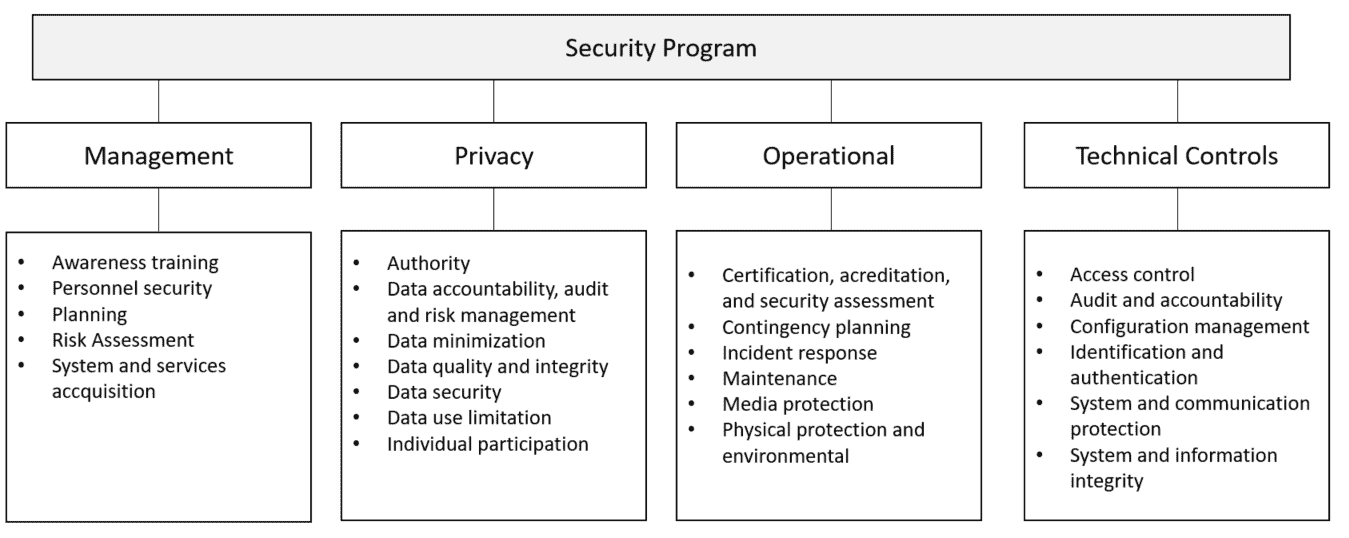 Security Program
Management
Privacy
Operational
Technical Controls
• Awareness training
• Personnel security
• Planning
• Risk Assessment
• System and services
accquisition
• Authority
• Data accountability, audit
and risk management
• Data minimization
• Data quality and integrity
• Data security
• Data use limitation
• Individual participation
• Certification, acreditation,
and security assessment
• Contingency planning
• Incident response
• Maintenance
• Media protection
• Physical protection and
environmental
• Access control
• Audit and accountability
• Configuration management
• Identification and
authentication
• System and communication
protection
• System and information
integrity